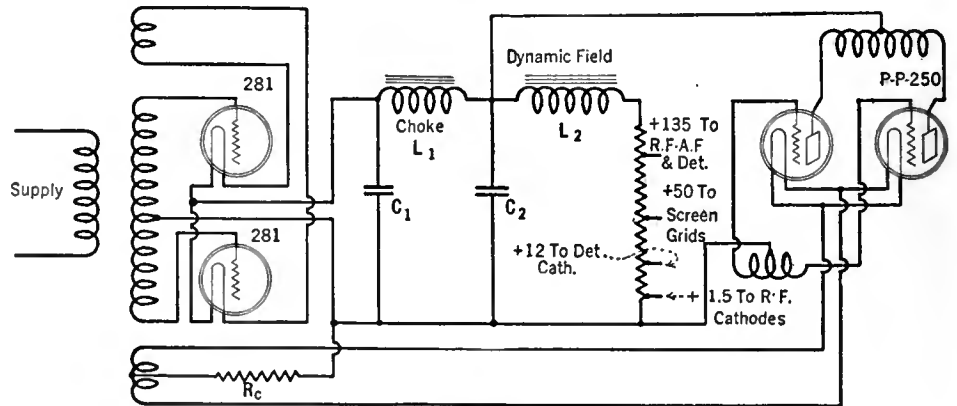 281
Dynamic Field
P-P-250
Choke
L₁
L₂
+135 To
R.F-A.F
& Det.
Supply
C₁
C₂
+50 To
Screen
Grids
281
+12 To Det
Cath.
+ 1.5 To R·F.
Cathodes
Rc